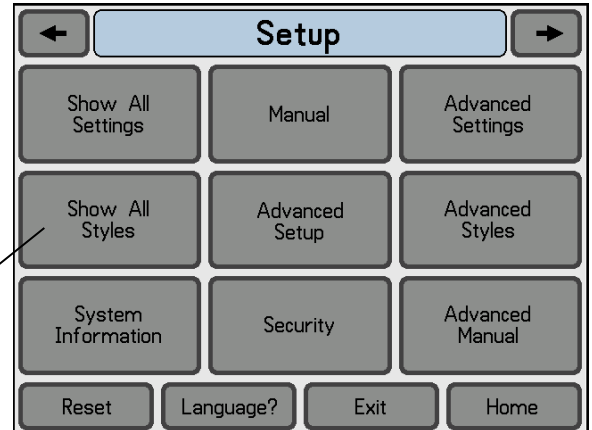 Setup
Show All
Settings
Manual
Advanced
Settings
Show All
Styles
Advanced
Setup
Advanced
Styles
System
Information
Security
Advanced
Manual
Reset
Language?
Exit
Home